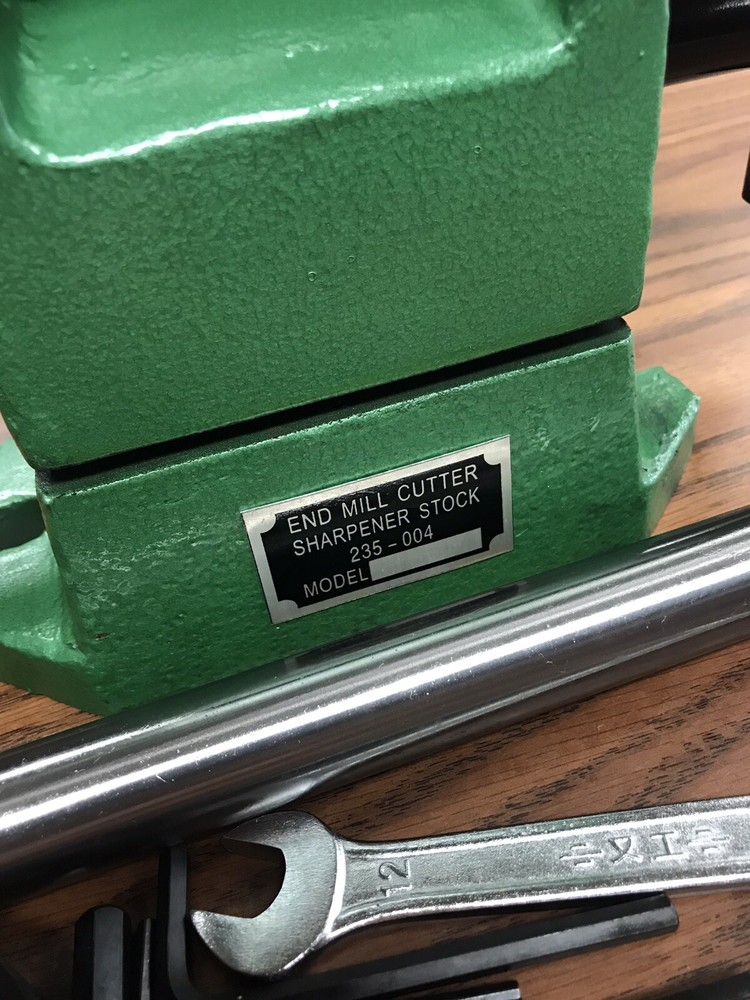 END MILL CUTTER
SHARPENER STOCK
235-004
MODEL
12